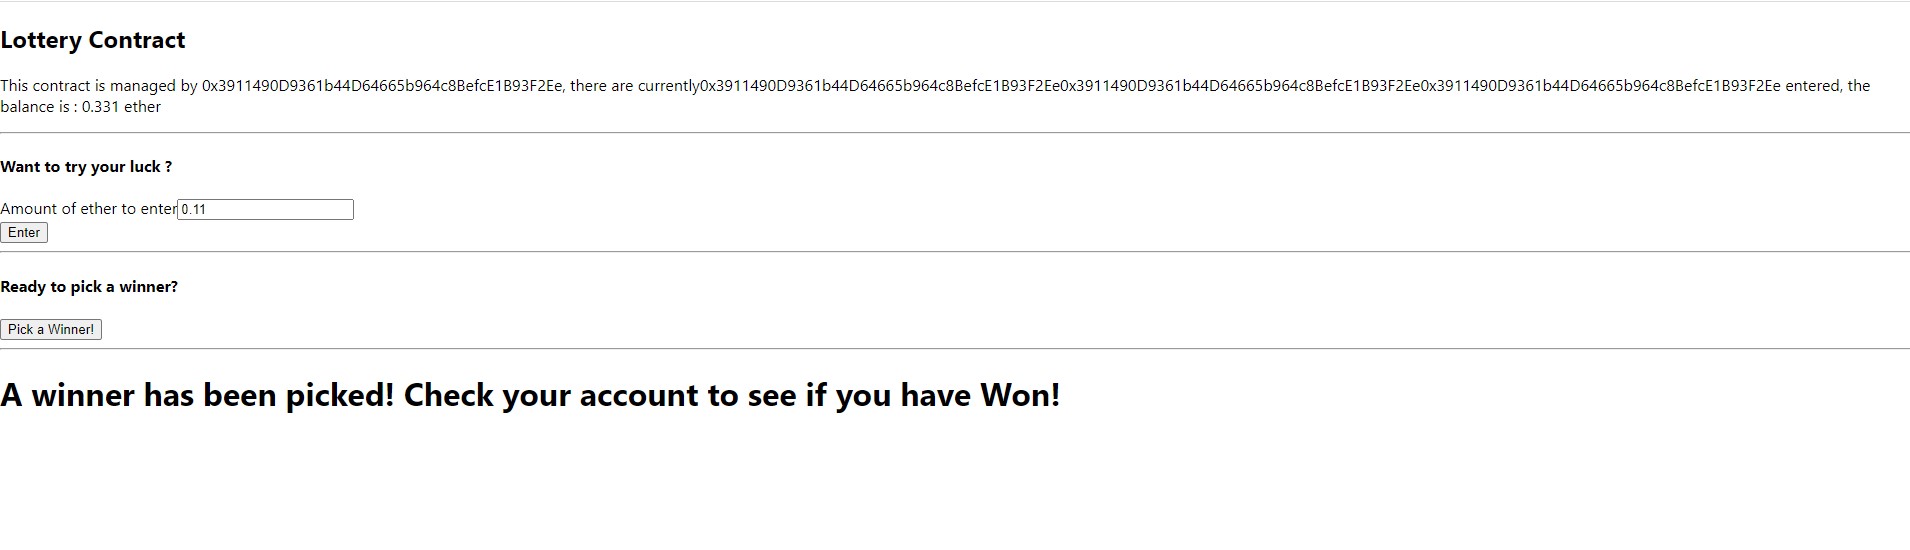 Lottery Contract
This contract is managed by 0x3911490D9361b44D64665b964c8BefcE1B93F2Ee, there are currently0x3911490D9361b44D64665b964c8BefcE1B93F2Ee0x3911490D9361b44D64665b964c8BefcE1B93F2Ee0x3911490D9361b44D64665b964c8BefcE1B93F2Ee entered, the
balance is : 0.331 ether
Want to try your luck ?
Amount of ether to enter0.11
Enter
Ready to pick a winner?
Pick a Winner!
A winner has been picked! Check your account to see if you have Won!